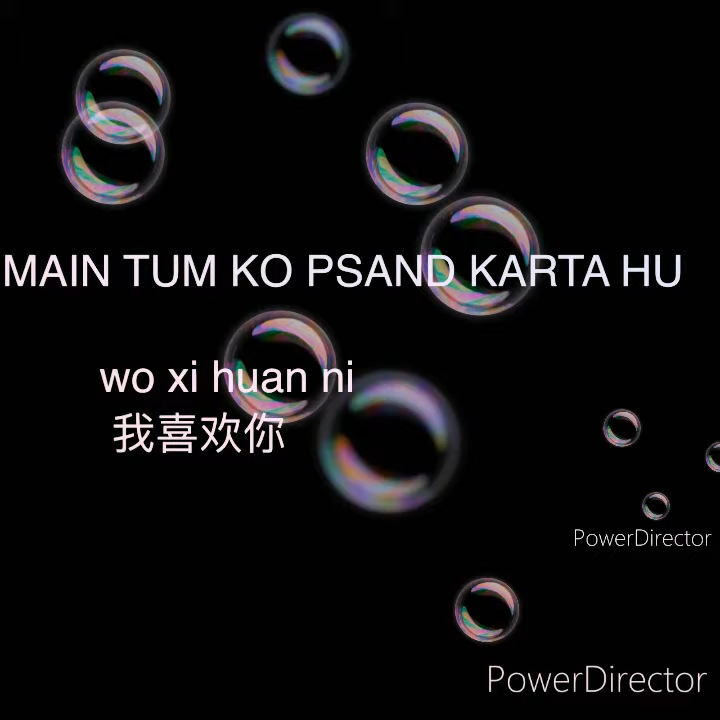 MAIN TUM KO PSAND KARTA HU
wo xi huan ni
我喜欢你
PowerDirector
PowerDirector